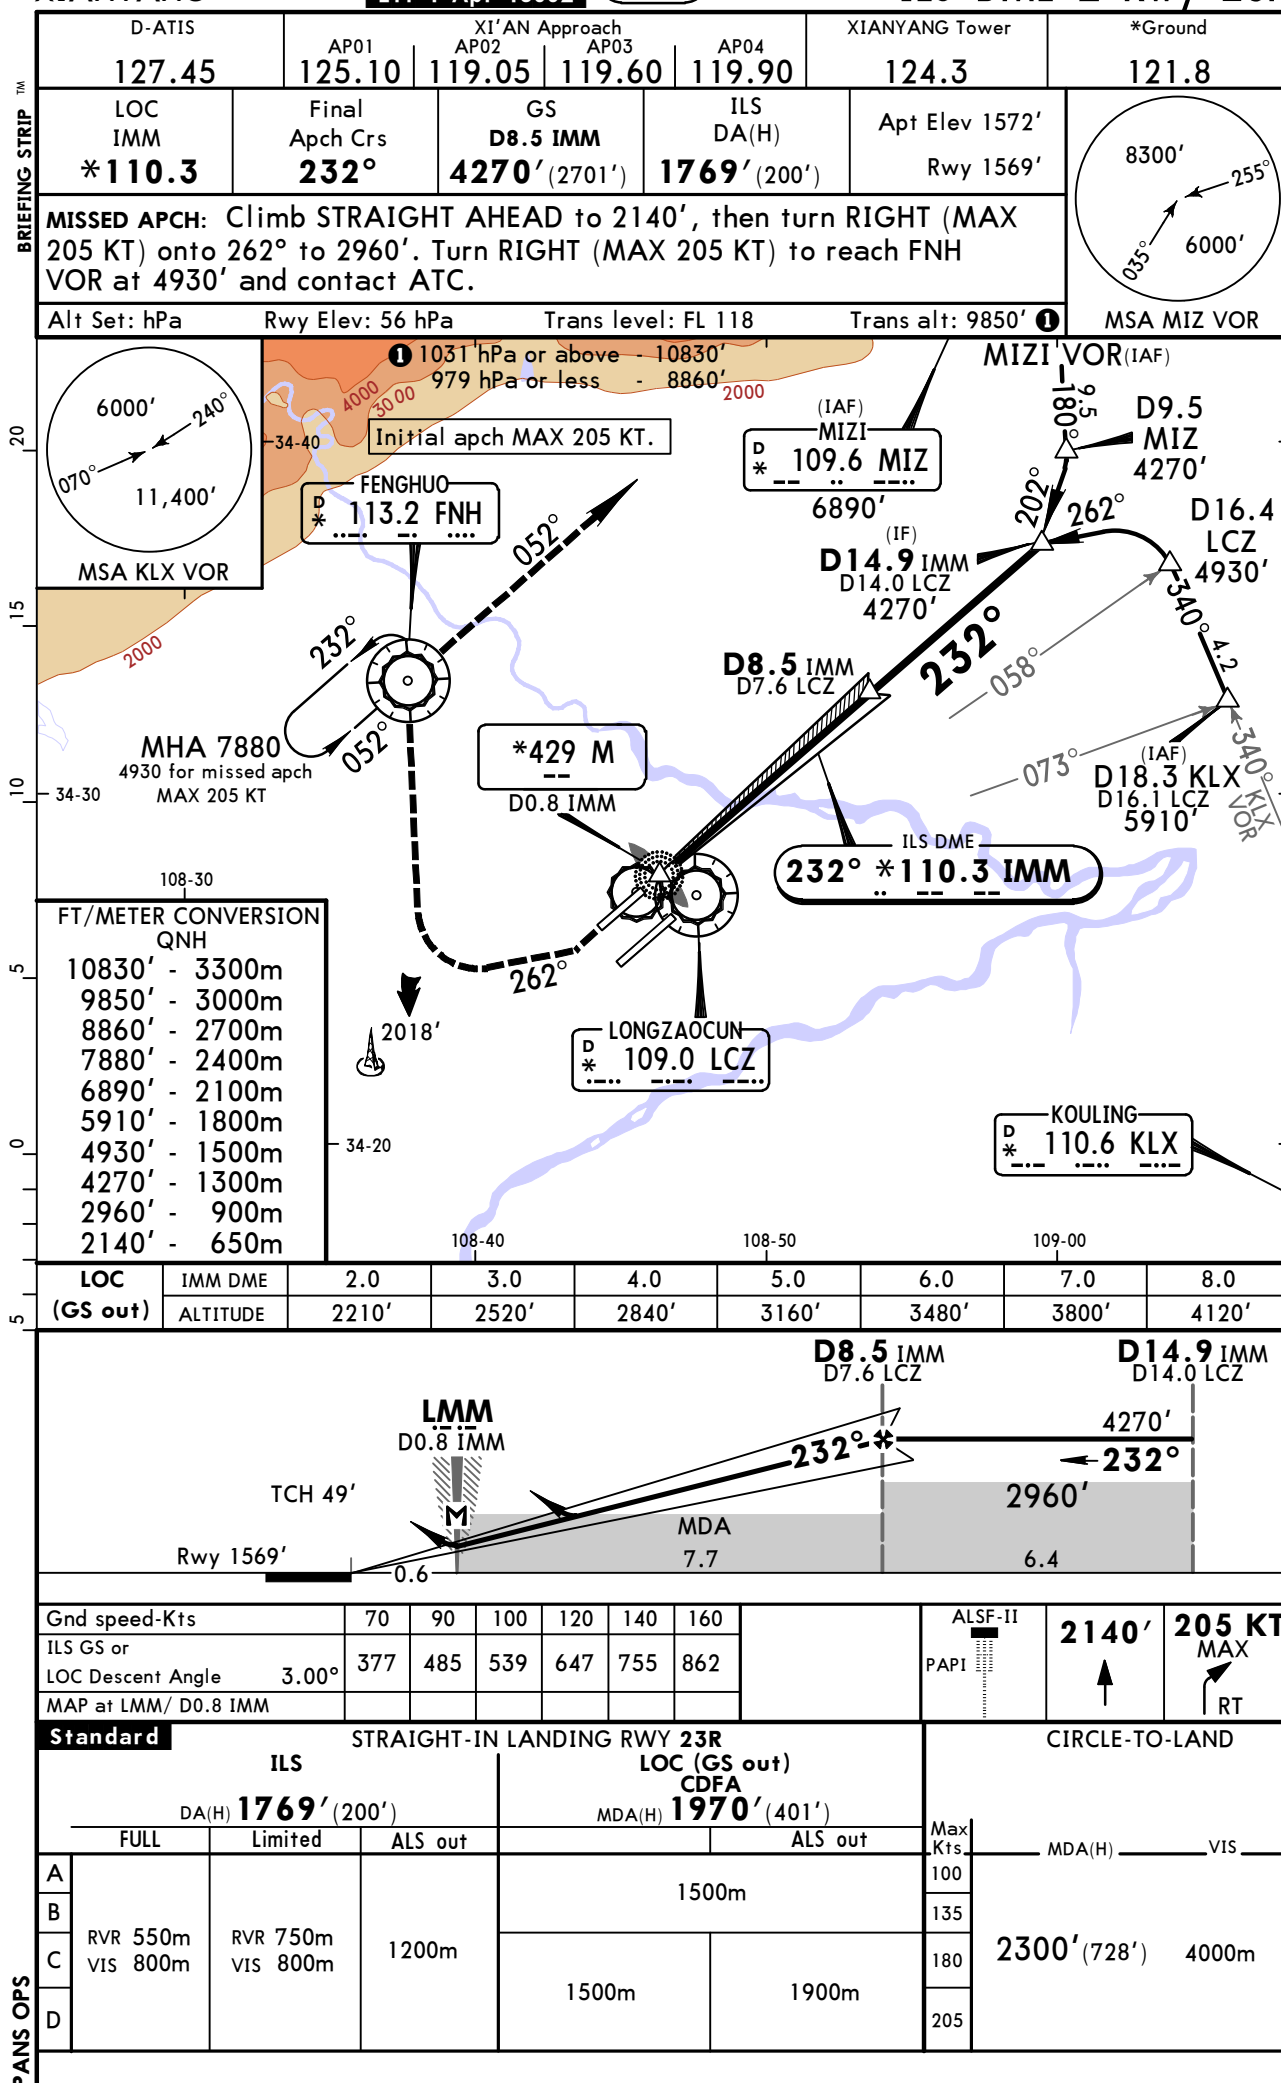 D-ATIS
127.45
XI'AN Approach
AP01 AP02 AP03 AP04
125.10 119.05 119.60 119.90
XIANYANG Tower
124.3
*Ground
121.8
BRIEFING STRIP TM
LOC
IMM
*110.3
Final
Apch Crs
232°
GS
D8.5 IMM
4270' (2701')
ILS
DA(H)
1769' (200')
Apt Elev 1572'
Rwy 1569'
8300'
255°
035°
6000'
MSA MIZ VOR
MISSED APCH: Climb STRAIGHT AHEAD to 2140', then turn RIGHT (MAX
205 KT) onto 262° to 2960'. Turn RIGHT (MAX 205 KT) to reach FNH
VOR at 4930' and contact ATC.
Alt Set: hPa Rwy Elev: 56 hPa Trans level: FL 118 Trans alt: 9850' 1
1 1031 hPa or above - 10830'
979 hPa or less - 8860'
6000'
240°
070°
11,400'
MSA KLX VOR
4000
3000
2000
2000
34-40
Initial apch MAX 205 KT.
FENGHUO
D
* 113.2 FNH
052°
232°
052°
MHA 7880
4930 for missed apch
MAX 205 KT
(IAF)
MIZI
D
* 109.6 MIZ
6890'
MIZI VOR (IAF)
9.5
180°
D9.5
MIZ
4270'
202°
262°
D16.4
LCZ
4930'
(IF)
D14.9 IMM
D14.0 LCZ
4270'
232°
058°
340°
4.2
D8.5 IMM
D7.6 LCZ
073°
(IAF)
D18.3 KLX
D16.1 LCZ
5910'
340°
KLX
VOR
*429 M
D0.8 IMM
ILS DME
232° *110.3 IMM
34-30
108-30
262°
2018'
LONGZAOCUN
D
* 109.0 LCZ
KOULING
D
* 110.6 KLX
34-20
108-40
108-50
109-00
20
15
10
5
0
5
FT/METER CONVERSION
QNH
10830' - 3300m
9850' - 3000m
8860' - 2700m
7880' - 2400m
6890' - 2100m
5910' - 1800m
4930' - 1500m
4270' - 1300m
2960' - 900m
2140' - 650m
LOC
(GS out)
IMM DME 2.0 3.0 4.0 5.0 6.0 7.0 8.0
ALTITUDE 2210' 2520' 2840' 3160' 3480' 3800' 4120'
D8.5 IMM
D7.6 LCZ
D14.9 IMM
D14.0 LCZ
LMM
D0.8 IMM
4270'
232°
232°
TCH 49'
M
2960'
MDA
Rwy 1569'
0.6
7.7
6.4
Gnd speed-Kts 70 90 100 120 140 160
ILS GS or
LOC Descent Angle 3.00° 377 485 539 647 755 862
MAP at LMM/ D0.8 IMM
ALSF-II
PAPI
2140'
205 KT
MAX
RT
Standard
STRAIGHT-IN LANDING RWY 23R
CIRCLE-TO-LAND
ILS
DA(H) 1769' (200')
LOC (GS out)
CDFA
MDA(H) 1970' (401')
FULL Limited ALS out
ALS out
Max
Kts
MDA(H) VIS
A
B
C
D
RVR 550m
VIS 800m
RVR 750m
VIS 800m
1200m
1500m
1500m
1900m
100
135
180
205
2300' (728') 4000m
PANS OPS